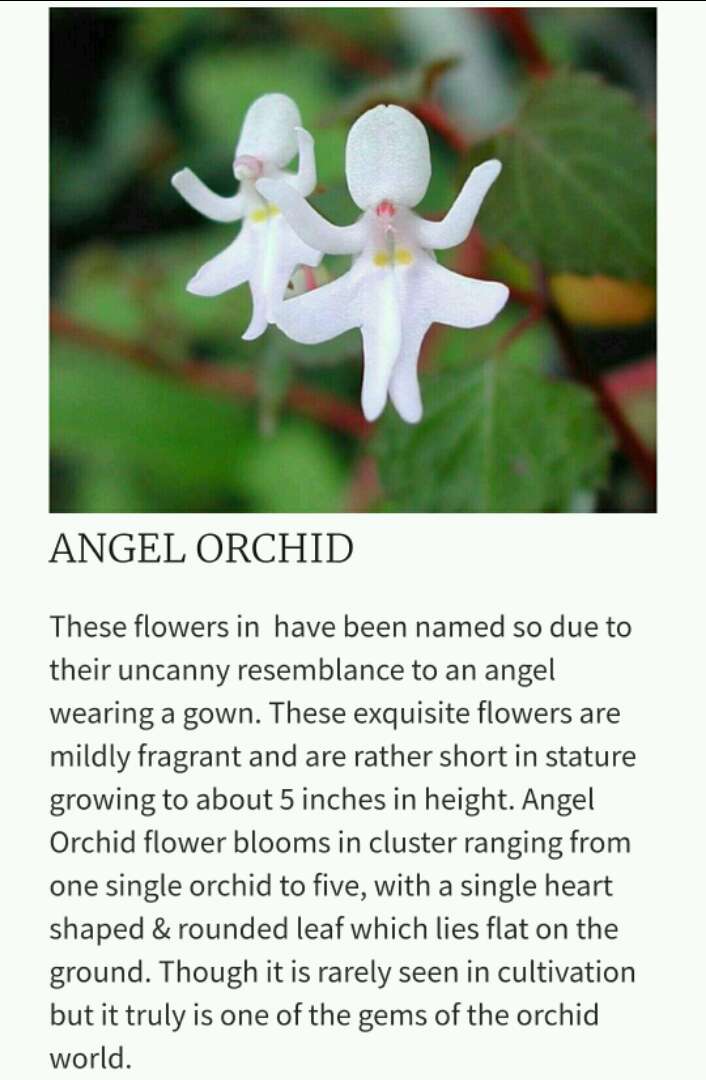 ANGEL ORCHID
These flowers in  have been named so due to
their uncanny resemblance to an angel
wearing a gown. These exquisite flowers are
mildly fragrant and are rather short in stature
growing to about 5 inches in height. Angel
Orchid flower blooms in cluster ranging from
one single orchid to five, with a single heart
shaped & rounded leaf which lies flat on the
ground. Though it is rarely seen in cultivation
but it truly is one of the gems of the orchid
world.